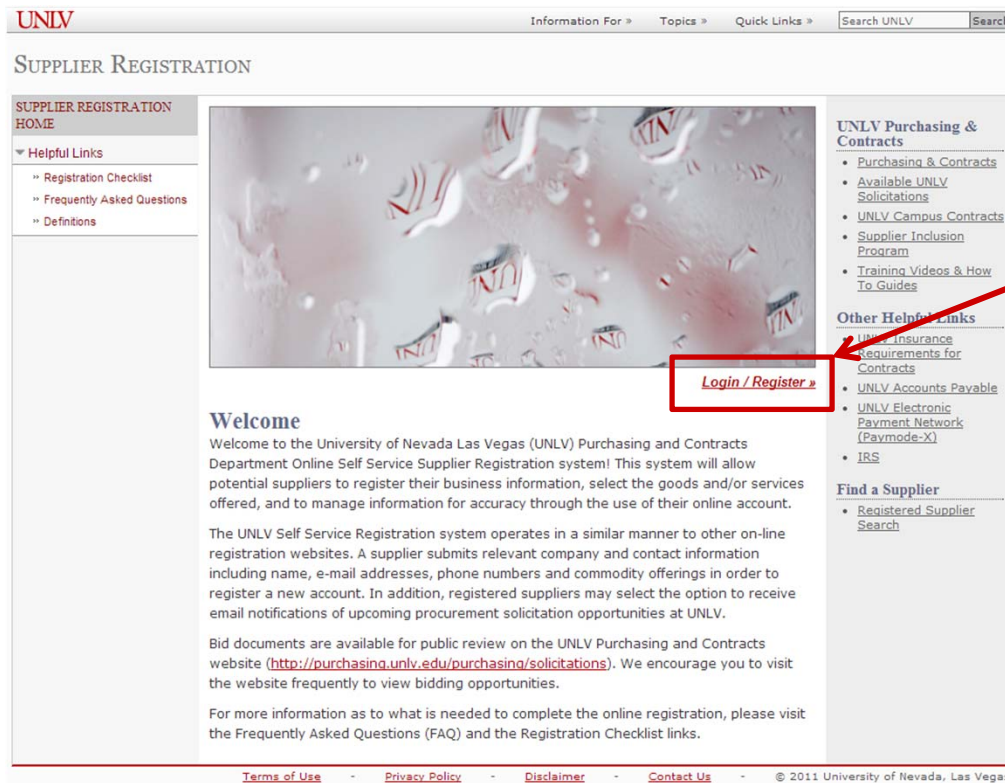 UNLV
Information For » Topics » Quick Links » Search UNLV Search
SUPPLIER REGISTRATION
SUPPLIER REGISTRATION
HOME
Helpful Links
» Registration Checklist
» Frequently Asked Questions
» Definitions
Login / Register »
Welcome
Welcome to the University of Nevada Las Vegas (UNLV) Purchasing and Contracts
Department Online Self Service Supplier Registration system! This system will allow
potential suppliers to register their business information, select the goods and/or services
offered, and to manage information for accuracy through the use of their online account.
The UNLV Self Service Registration system operates in a similar manner to other on-line
registration websites. A supplier submits relevant company and contact information
including name, e-mail addresses, phone numbers and commodity offerings in order to
register a new account. In addition, registered suppliers may select the option to receive
email notifications of upcoming procurement solicitation opportunities at UNLV.
Bid documents are available for public review on the UNLV Purchasing and Contracts
website (http://purchasing.unlv.edu/purchasing/solicitations). We encourage you to visit
the website frequently to view bidding opportunities.
For more information as to what is needed to complete the online registration, please visit
the Frequently Asked Questions (FAQ) and the Registration Checklist links.
UNLV Purchasing &
Contracts
• Purchasing & Contracts
• Available UNLV
Solicitations
• UNLV Campus Contracts
• Supplier Inclusion
Program
• Training Videos & How
To Guides
Other Helpful Links
• UNLV Insurance
Requirements for
Contracts
• UNLV Accounts Payable
• UNLV Electronic
Payment Network
(Paymode-X)
• IRS
Find a Supplier
• Registered Supplier
Search
Terms of Use - Privacy Policy - Disclaimer - Contact Us - © 2011 University of Nevada, Las Vega